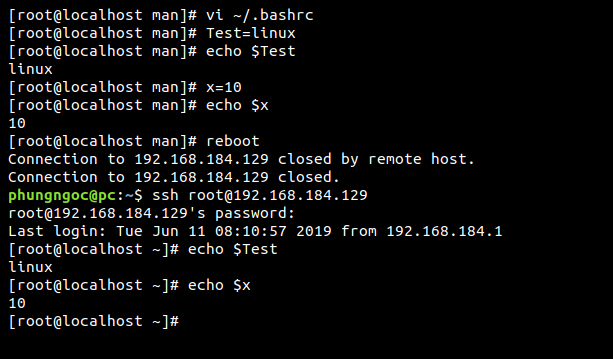 [root@localhost man]# vi ~/.bashrc
[root@localhost man]# Test=linux
[root@localhost man]# echo $Test
linux
[root@localhost man]# x=10
[root@localhost man]# echo $x
10
[root@localhost man]# reboot
Connection to 192.168.184.129 closed by remote host.
Connection to 192.168.184.129 closed.
phungngoc@pc:~$ ssh root@192.168.184.129
root@192.168.184.129's password:
Last login: Tue Jun 11 08:10:57 2019 from 192.168.184.1
[root@localhost ~]# echo $Test
linux
[root@localhost ~]# echo $x
10
[root@localhost ~]#